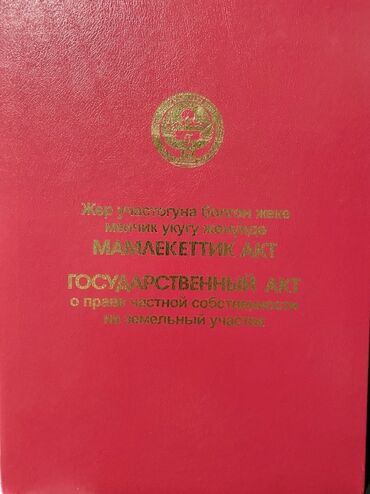 Жер участогуна болгон жеке
менчик укугу жөнүндө
МАМЛЕКЕТТИК АКТ
ГОСУДАРСТВЕННЫЙ АКТ
о праве частной собственности
на земельный участок